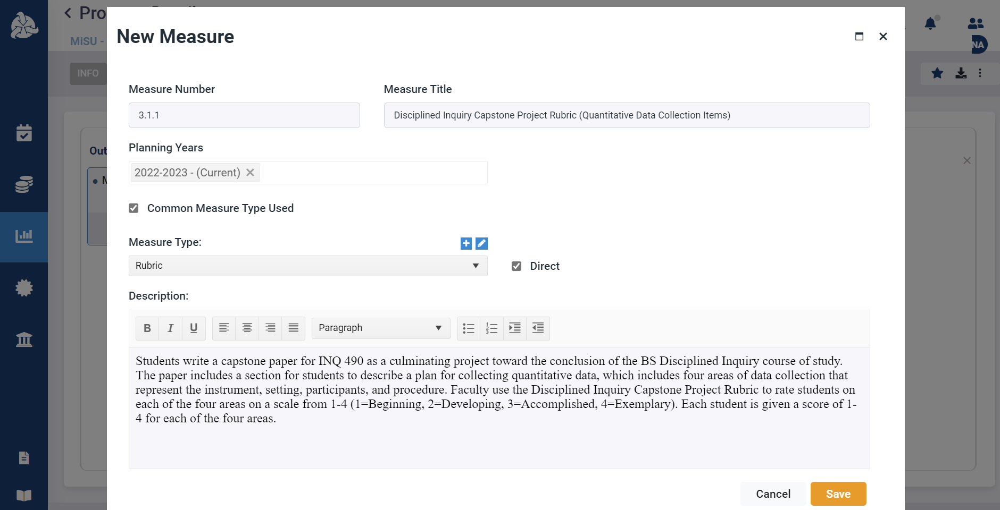 Pro
New Measure
MiSU -
NA
INFO
Measure Number
Measure Title
3.1.1
Disciplined Inquiry Capstone Project Rubric (Quantitative Data Collection Items)
Planning Years
Out
2022-2023 - (Current)
Common Measure Type Used
Measure Type:
Rubric
Direct
Description:
B I U
Paragraph
Students write a capstone paper for INQ 490 as a culminating project toward the conclusion of the BS Disciplined Inquiry course of study.
The paper includes a section for students to describe a plan for collecting quantitative data, which includes four areas of data collection that
represent the instrument, setting, participants, and procedure. Faculty use the Disciplined Inquiry Capstone Project Rubric to rate students on
each of the four areas on a scale from 1-4 (1=Beginning, 2=Developing, 3=Accomplished, 4=Exemplary). Each student is given a score of 1-
4 for each of the four areas.
Cancel
Save